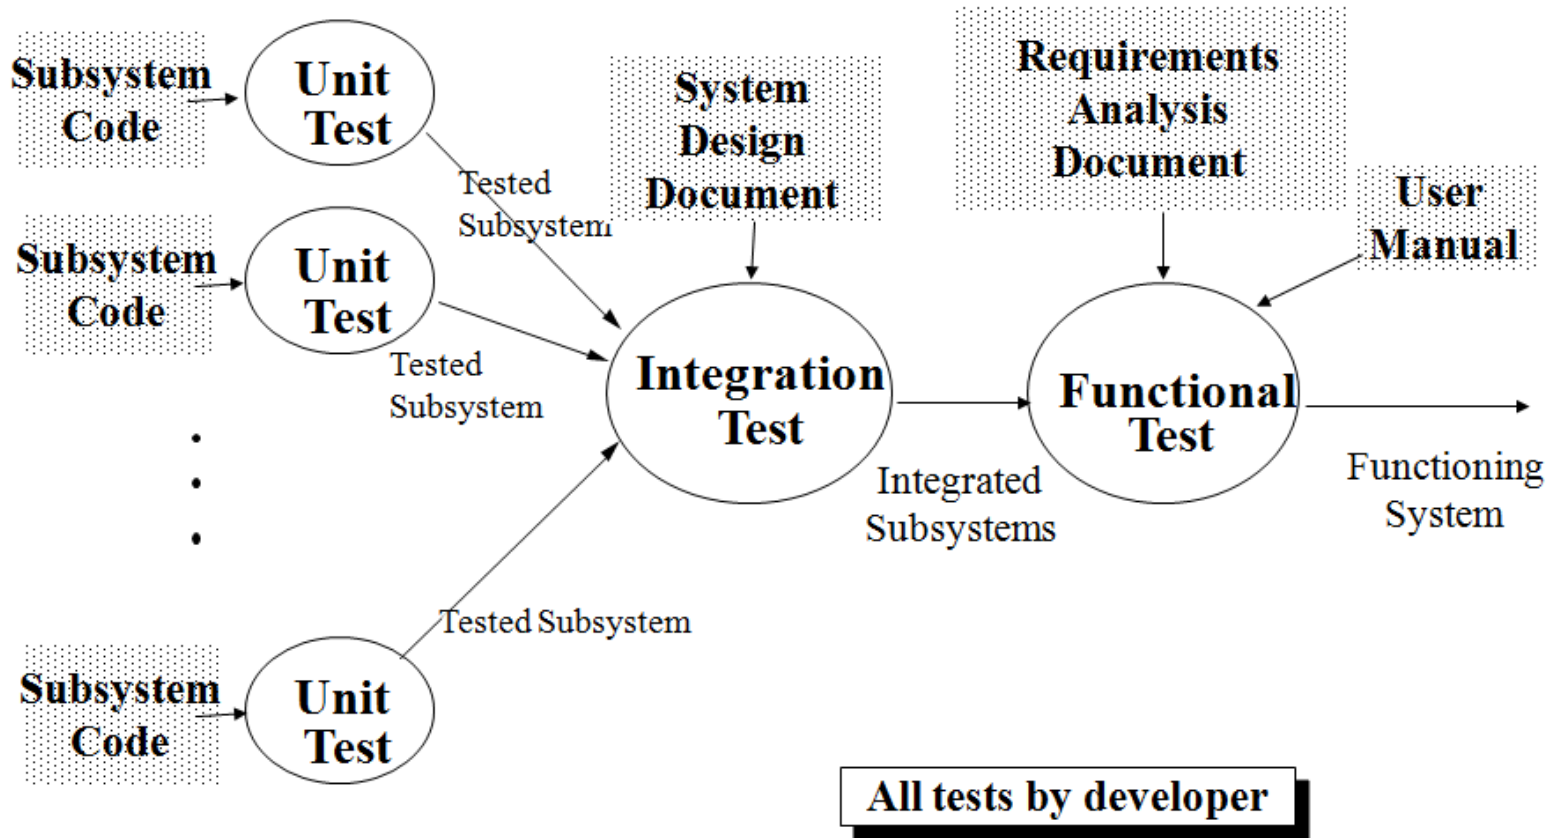 Subsystem
Code
Unit
Test
Tested
Subsystem
System
Design
Document
Requirements
Analysis
Document
User
Manual
Subsystem
Code
Unit
Test
Tested
Subsystem
Integration
Test
Functional
Test
Integrated
Subsystems
Functioning
System
Tested Subsystem
Subsystem
Code
Unit
Test
All tests by developer